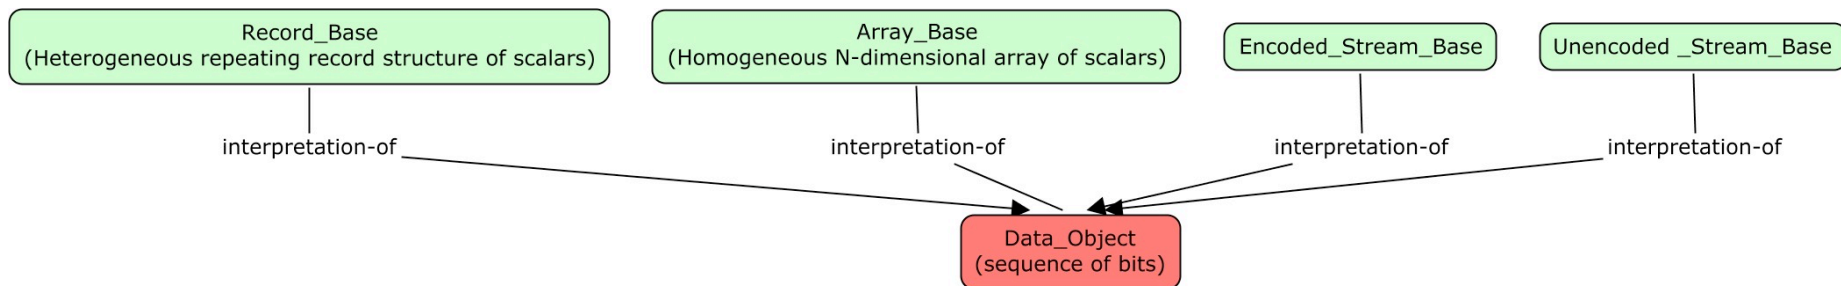 Record_Base
(Heterogeneous repeating record structure of scalars)
Array_Base
(Homogeneous N-dimensional array of scalars)
Encoded_Stream_Base
Unencoded _Stream_Base
interpretation-of
interpretation-of
interpretation-of
interpretation-of
Data_Object
(sequence of bits)